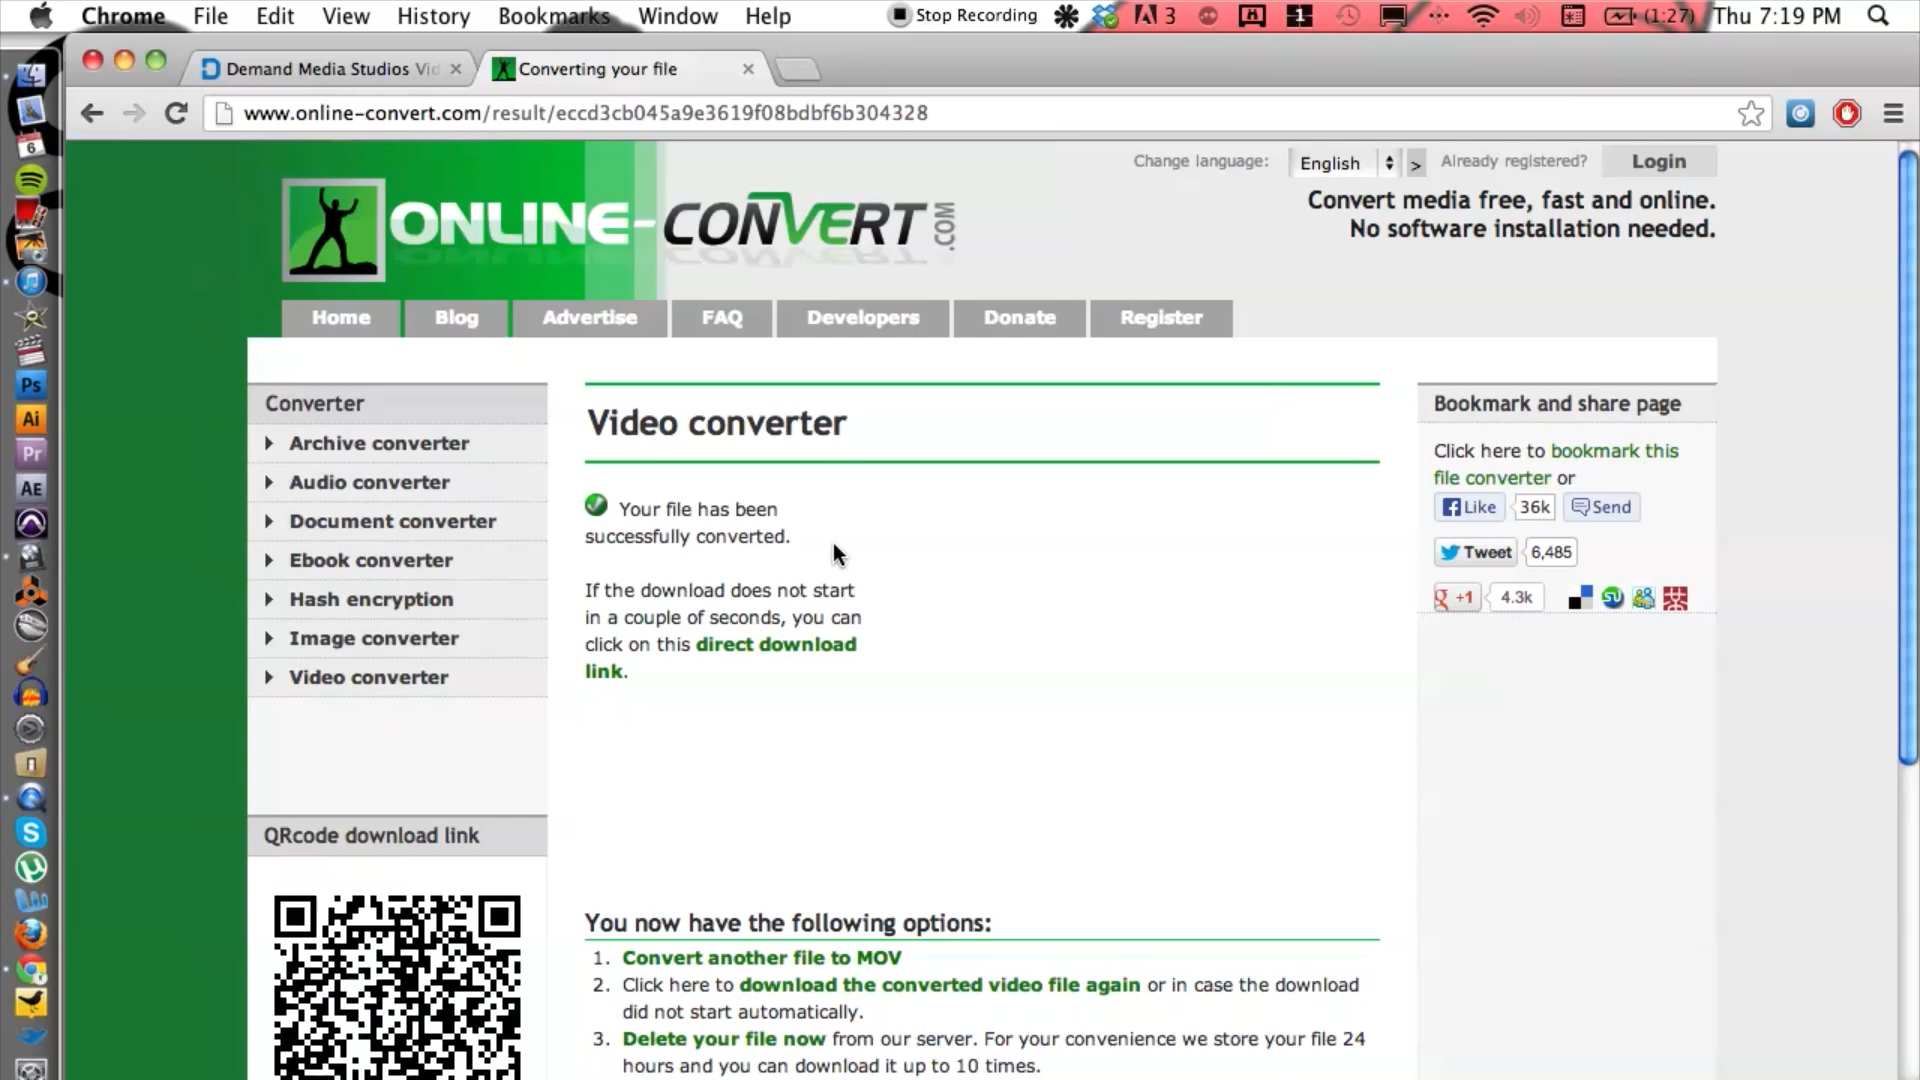 Chrome File Edit View History Bookmarks Window Help Stop Recording 3 1 (1:27) Thu 7:19 PM
Demand Media Studios Vid Converting your file
www.online-convert.com/result/eccd3cb045a9e3619f08bdbf6b304328
Change language: English > Already registered? Login
ONLINE-CONVERT.COM
Convert media free, fast and online.
No software installation needed.
Home Blog Advertise FAQ Developers Donate Register
6
Ps
Ai
Pr
AE
Converter
Archive converter
Audio converter
Document converter
Ebook converter
Hash encryption
Image converter
Video converter
QRcode download link
Video converter
Your file has been
successfully converted.
If the download does not start
in a couple of seconds, you can
click on this direct download
link.
You now have the following options:
1. Convert another file to MOV
2. Click here to download the converted video file again or in case the download
did not start automatically.
3. Delete your file now from our server. For your convenience we store your file 24
hours and you can download it up to 10 times.
Bookmark and share page
Click here to bookmark this
file converter or
Like 36k Send
Tweet 6,485
+1 4.3k